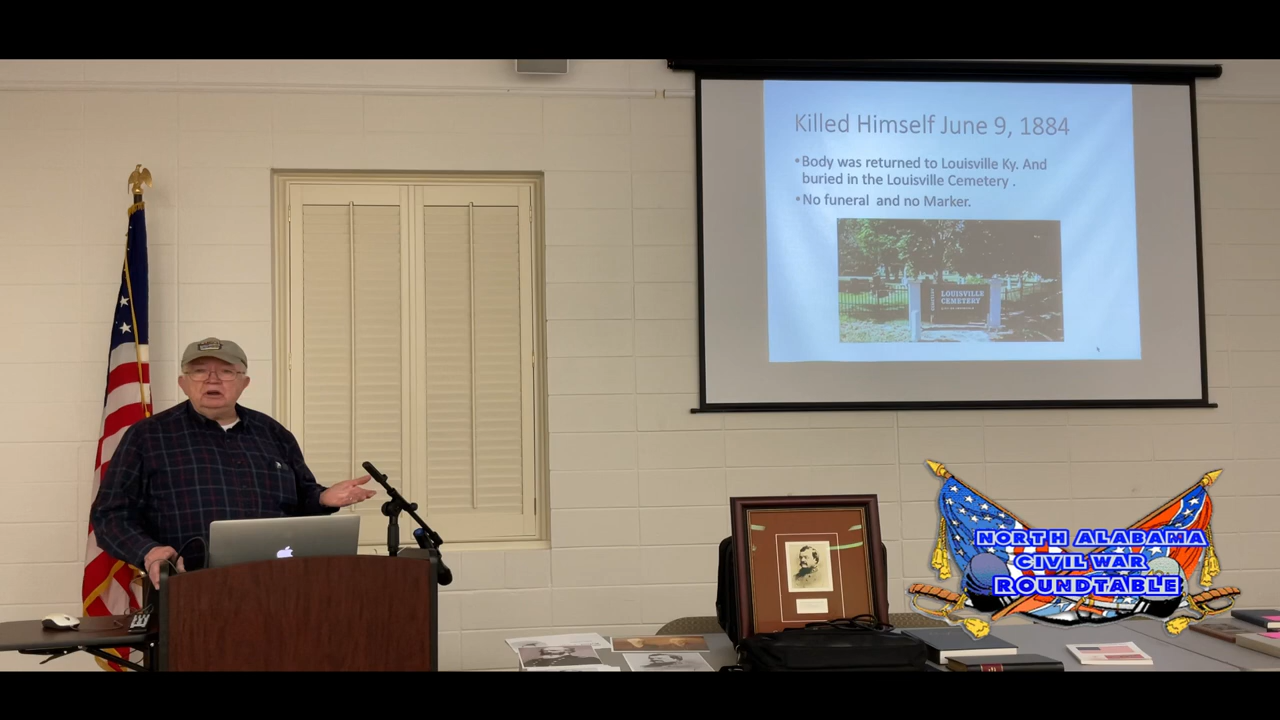 Killed Himself June 9, 1884
•Body was returned to Louisville Ky. And
buried in the Louisville Cemetery .
•No funeral and no Marker.
LOUISVILLE
CEMETERY
NORTH ALABAMA
CIVIL WAR
ROUNDTABLE